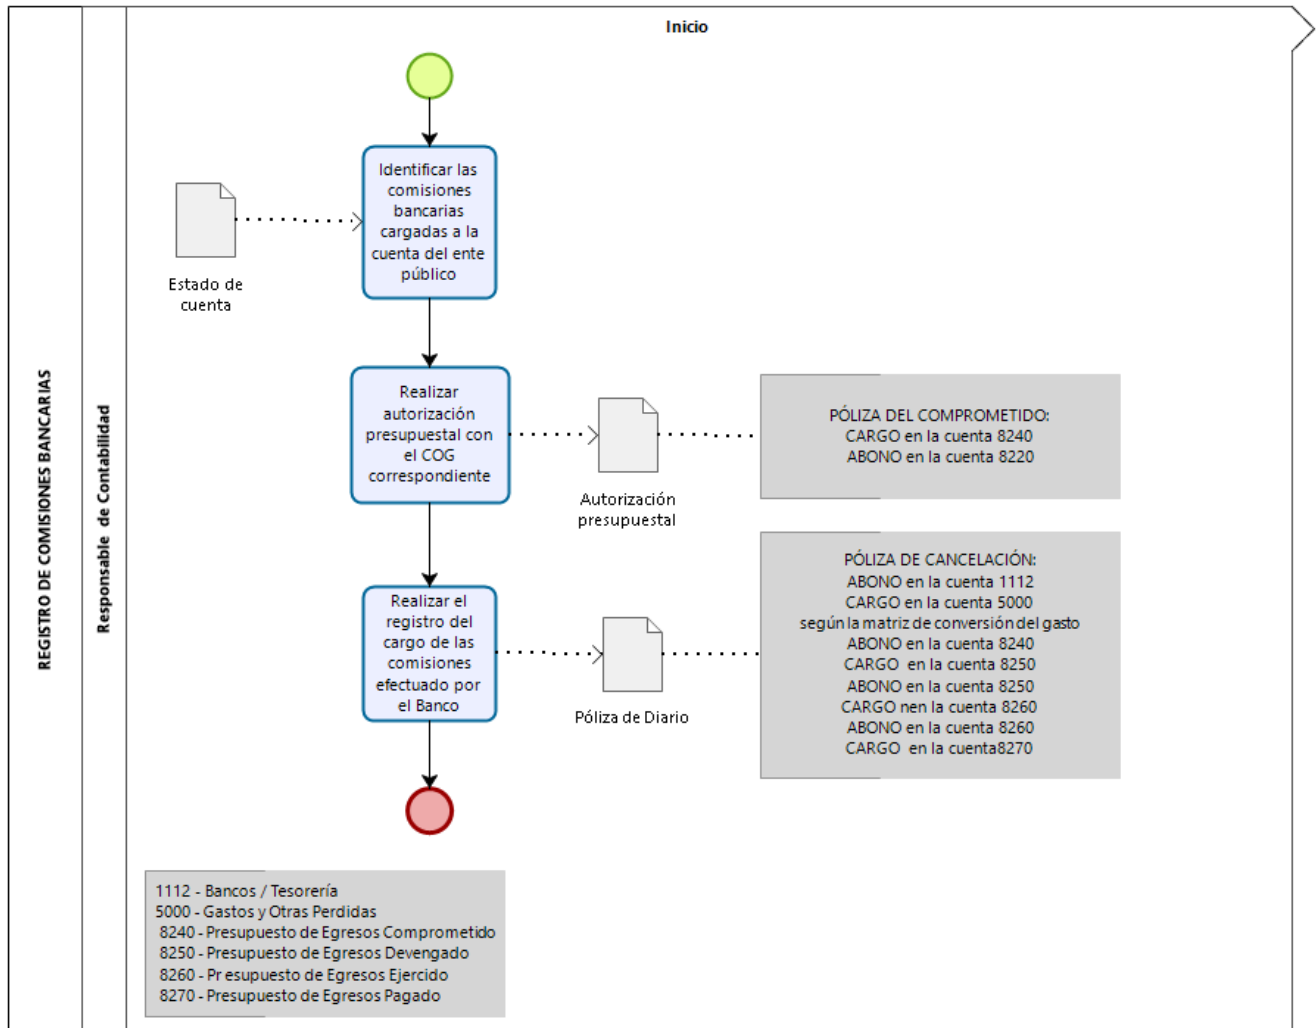 REGISTRO DE COMISIONES BANCARIAS
Responsable de Contabilidad
Inicio
Identificar las
comisiones
bancarias
cargadas a la
cuenta del ente
público
Estado de
cuenta
Realizar
autorización
presupuestal con
el COG
correspondiente
Autorización
presupuestal
PÓLIZA DEL COMPROMETIDO:
CARGO en la cuenta 8240
ABONO en la cuenta 8220
Realizar el
registro del
cargo de las
comisiones
efectuado por
el Banco
Póliza de Diario
PÓLIZA DE CANCELACIÓN:
ABONO en la cuenta 1112
CARGO en la cuenta 5000
según la matriz de conversión del gasto
ABONO en la cuenta 8240
CARGO en la cuenta 8250
ABONO en la cuenta 8250
CARGO nen la cuenta 8260
ABONO en la cuenta 8260
CARGO en la cuenta8270
1112 - Bancos / Tesorería
5000 - Gastos y Otras Perdidas
8240 - Presupuesto de Egresos Comprometido
8250 - Presupuesto de Egresos Devengado
8260 - Presupuesto de Egresos Ejercido
8270 - Presupuesto de Egresos Pagado